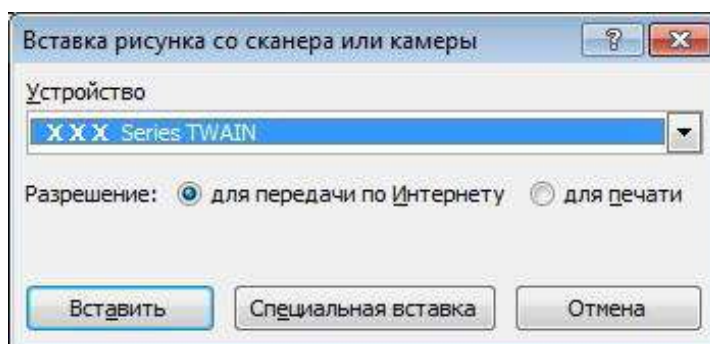 Вставка рисунка со сканера или камеры
Устройство
X X X Series TWAIN
Разрешение: для передачи по Интернету для печати
Вставить Специальная вставка Отмена